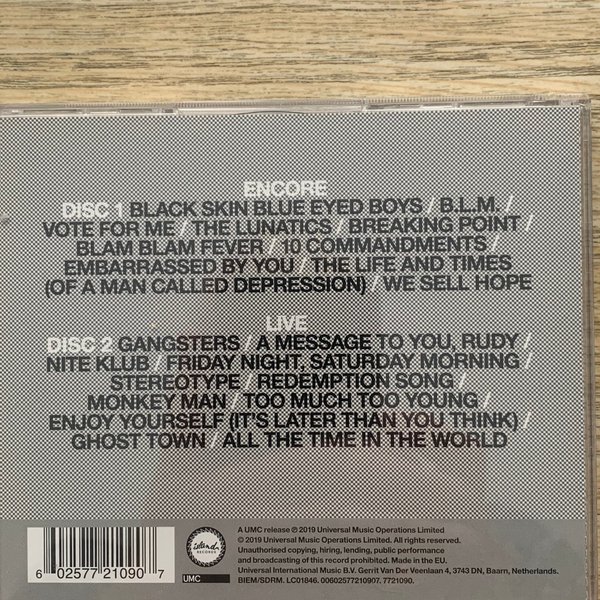 ENCORE
DISC 1 BLACK SKIN BLUE EYED BOYS / B.L.M. /
VOTE FOR ME / THE LUNATICS / BREAKING POINT /
BLAM BLAM FEVER / 10 COMMANDMENTS /
EMBARRASSED BY YOU / THE LIFE AND TIMES
(OF A MAN CALLED DEPRESSION) / WE SELL HOPE
LIVE
DISC 2 GANGSTERS / A MESSAGE TO YOU, RUDY /
NITE KLUB / FRIDAY NIGHT, SATURDAY MORNING /
STEREOTYPE / REDEMPTION SONG /
MONKEY MAN / TOO MUCH TOO YOUNG /
ENJOY YOURSELF (IT'S LATER THAN YOU THINK) /
GHOST TOWN / ALL THE TIME IN THE WORLD
6 02577 21090 7
island
RECORDS
UMC
A UMC release ℗ 2019 Universal Music Operations Limited
© 2019 Universal Music Operations Limited. All rights reserved.
Unauthorised copying, hiring, lending, public performance
and broadcasting of this record prohibited. Made in the EU.
Universal International Music B.V. Gerrit Van Der Veenlaan 4, 3743 DN, Baarn, Netherlands.
BIEM/SDRM. LC01846. 00602577210907. 7721090.